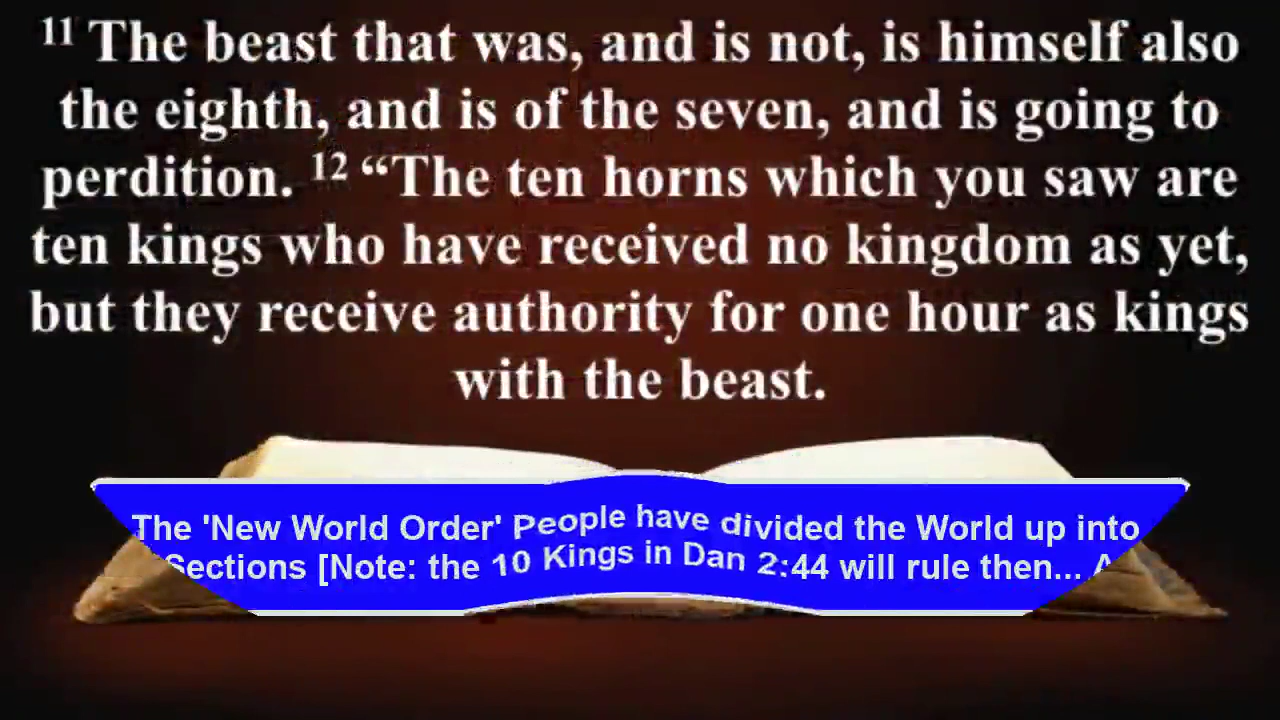 11 The beast that was, and is not, is himself also
the eighth, and is of the seven, and is going to
perdition. 12 “The ten horns which you saw are
ten kings who have received no kingdom as yet,
but they receive authority for one hour as kings
with the beast.
The 'New World Order' People have divided the World up into
Sections [Note: the 10 Kings in Dan 2:44 will rule then...